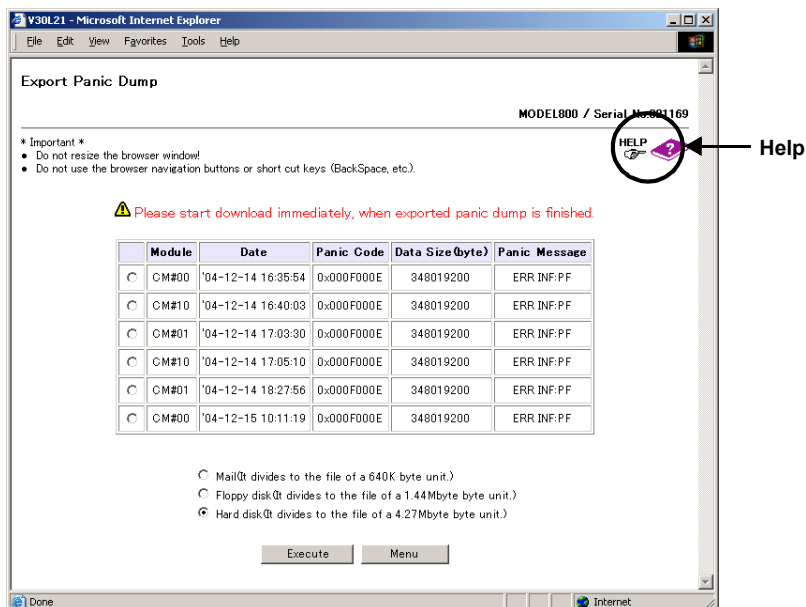 V30L21 - Microsoft Internet Explorer
File Edit View Favorites Tools Help
Export Panic Dump
MODEL800 / Serial No.821169
* Important *
● Do not resize the browser window!
● Do not use the browser navigation buttons or short cut keys (BackSpace, etc.).
HELP
?
Help
Please start download immediately, when exported panic dump is finished.
Module Date Panic Code Data Size(byte) Panic Message
CM#00 '04-12-14 16:35:54 0x000F000E 348019200 ERR INF:PF
CM#10 '04-12-14 16:40:03 0x000F000E 348019200 ERR INF:PF
CM#01 '04-12-14 17:03:30 0x000F000E 348019200 ERR INF:PF
CM#10 '04-12-14 17:05:10 0x000F000E 348019200 ERR INF:PF
CM#01 '04-12-14 18:27:56 0x000F000E 348019200 ERR INF:PF
CM#00 '04-12-15 10:11:19 0x000F000E 348019200 ERR INF:PF
Mail(It divides to the file of a 640K byte unit.)
Floppy disk(It divides to the file of a 1.44Mbyte byte unit.)
Hard disk(It divides to the file of a 4.27Mbyte byte unit.)
Execute Menu
Done Internet